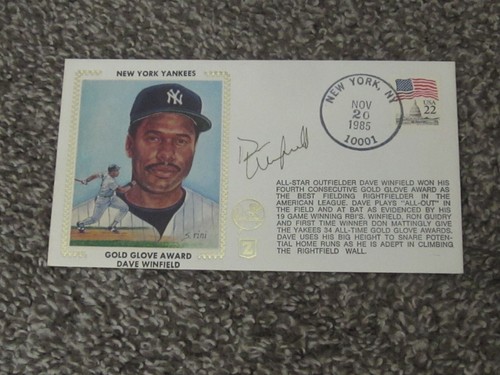 NEW YORK YANKEES
NY
S. Rini
GOLD GLOVE AWARD
DAVE WINFIELD
D Winfield
NEW YORK, NY
NOV
20
1985
10001
USA
22
ALL-STAR OUTFIELDER DAVE WINFIELD WON HIS
FOURTH CONSECUTIVE GOLD GLOVE AWARD AS
THE BEST FIELDING RIGHTFIELDER IN THE
AMERICAN LEAGUE. DAVE PLAYS "ALL-OUT" IN
THE FIELD AND AT BAT AS EVIDENCED BY HIS
19 GAME WINNING RBI'S. WINFIELD, RON GUIDRY
AND FIRST TIME WINNER DON MATTINGLY GIVE
THE YAKEES 34 ALL-TIME GOLD GLOVE AWARDS.
DAVE USES HIS BIG HEIGHT TO SNARE POTEN-
TIAL HOME RUNS AS HE IS ADEPT IN CLIMBING
THE RIGHTFIELD WALL.
Z